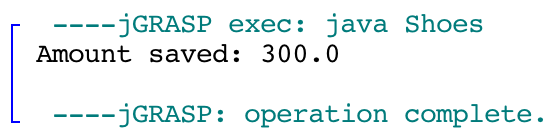 ----jGRASP exec: java Shoes
Amount saved: 300.0
----jGRASP: operation complete.